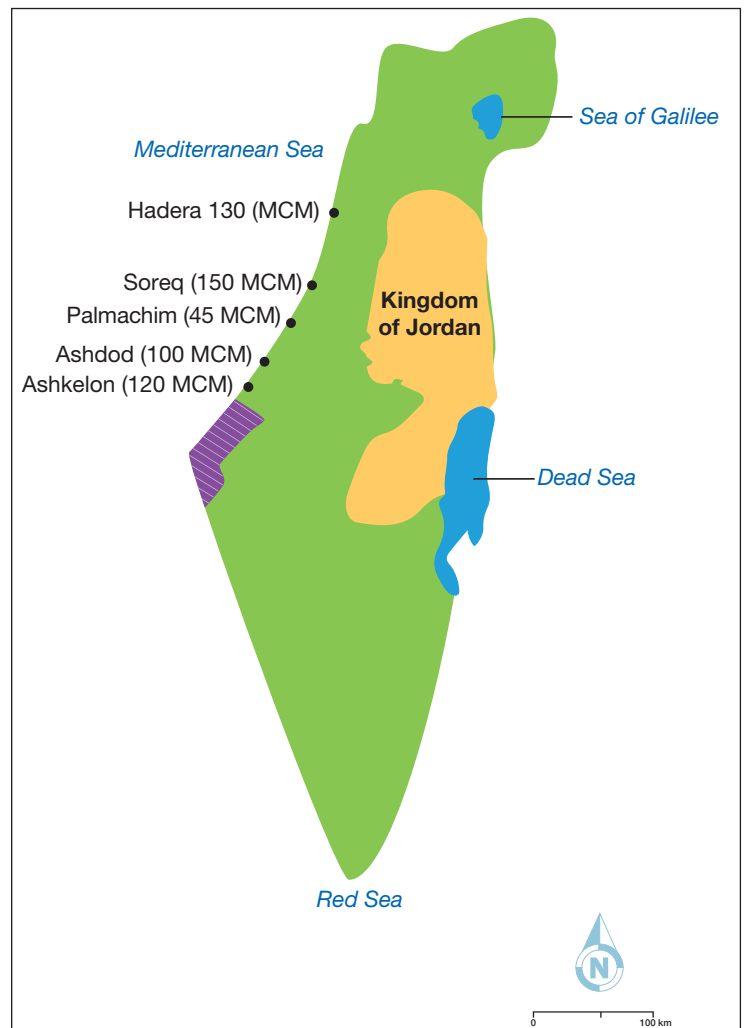 Sea of Galilee
Mediterranean Sea
Hadera 130 (MCM)
Soreq (150 MCM)
Kingdom
of Jordan
Palmachim (45 MCM)
Ashdod (100 MCM)
Ashkelon (120 MCM)
Dead Sea
Red Sea
N
0
100 km